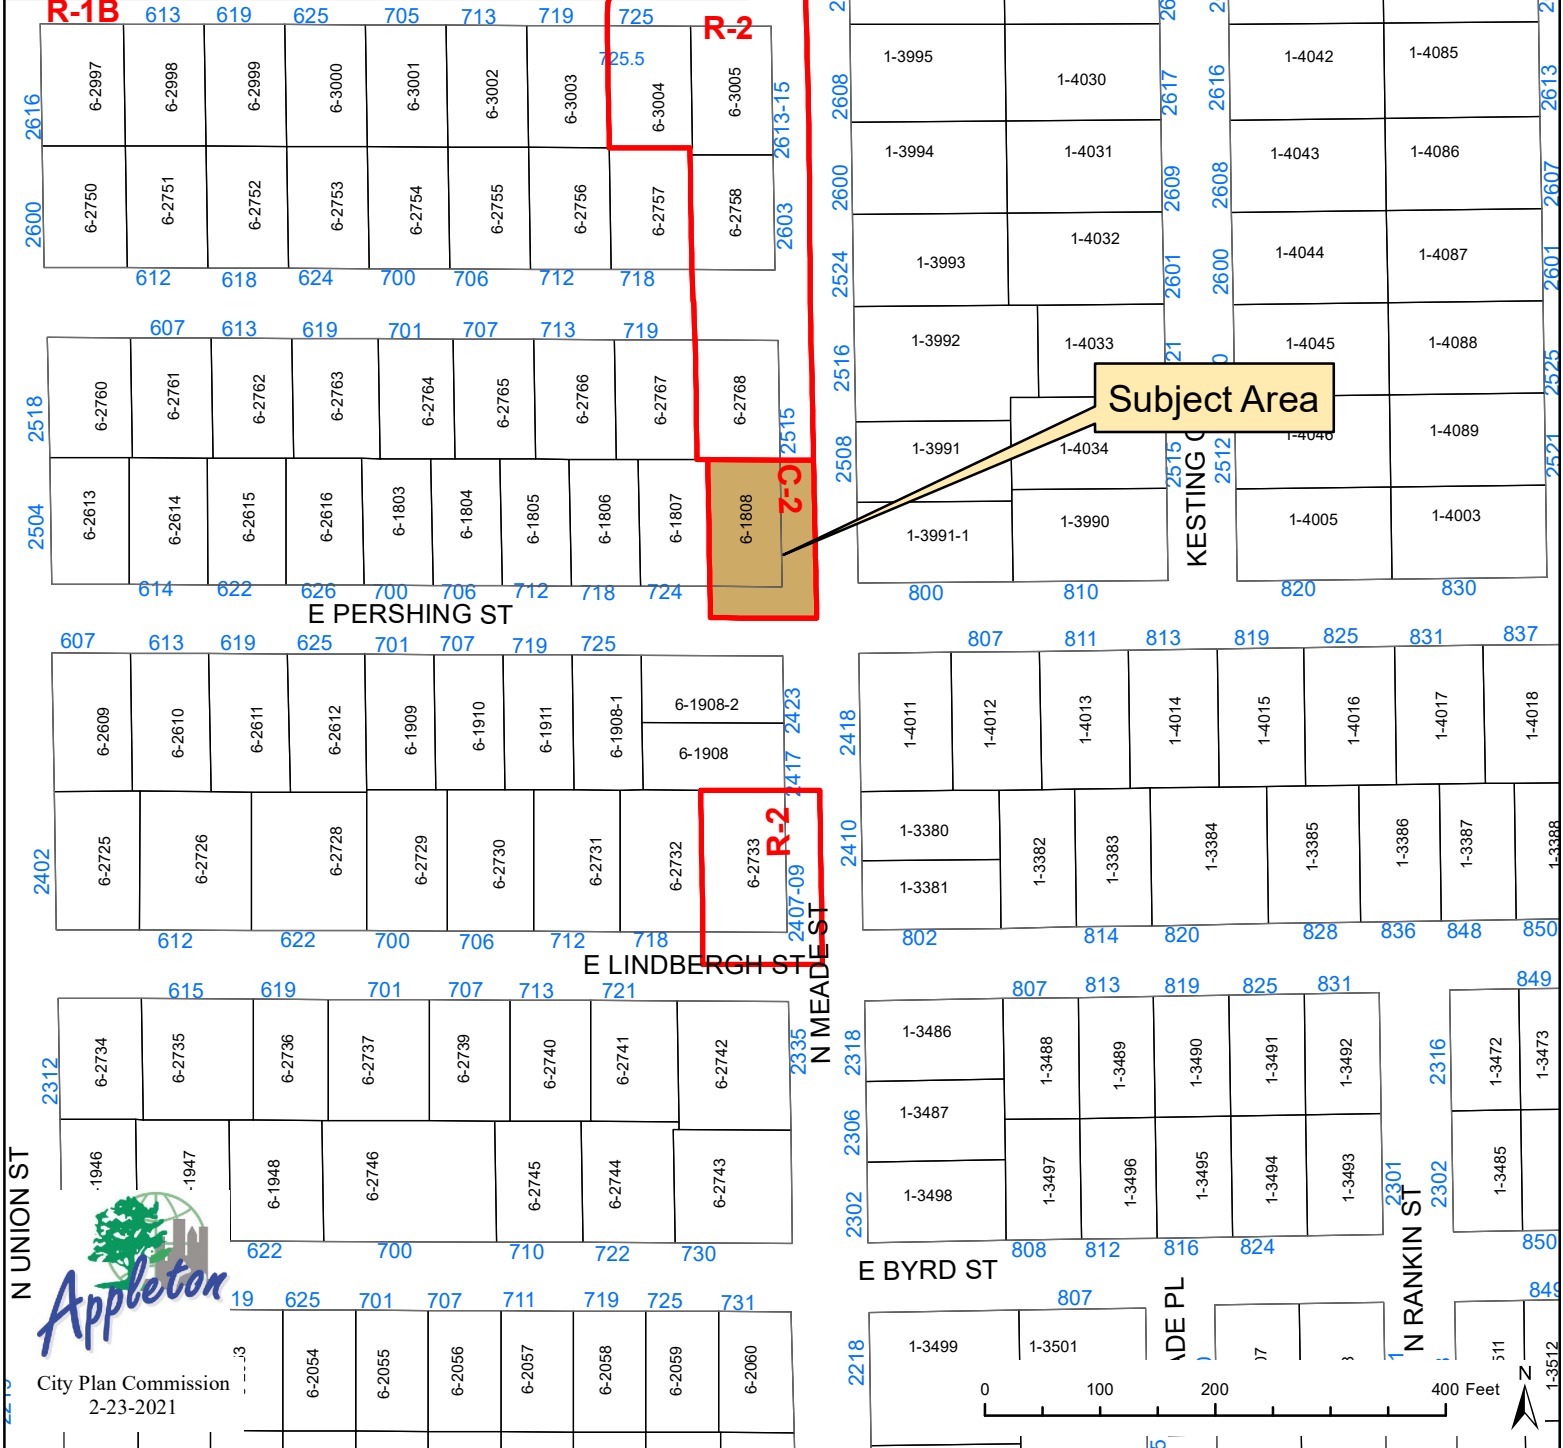 R-1B 613 619 625 705 713 719 725
R-2
725.5
6-2997 6-2998 6-2999 6-3000 6-3001 6-3002 6-3003 6-3004 6-3005
2616 2613-15
6-2750 6-2751 6-2752 6-2753 6-2754 6-2755 6-2756 6-2757 6-2758
2600 2603
612 618 624 700 706 712 718
607 613 619 701 707 713 719
6-2760 6-2761 6-2762 6-2763 6-2764 6-2765 6-2766 6-2767 6-2768
2518 2515
6-2613 6-2614 6-2615 6-2616 6-1803 6-1804 6-1805 6-1806 6-1807 6-1808
C-2
2504
614 622 626 700 706 712 718 724
E PERSHING ST
607 613 619 625 701 707 719 725
6-2609 6-2610 6-2611 6-2612 6-1909 6-1910 6-1911 6-1908-1 6-1908-2
6-1908
2423
2417
6-2725 6-2726 6-2728 6-2729 6-2730 6-2731 6-2732 6-2733
R-2
2402 2407-09
612 622 700 706 712 718
E LINDBERGH ST
N MEADE ST
615 619 701 707 713 721
6-2734 6-2735 6-2736 6-2737 6-2739 6-2740 6-2741 6-2742
2312 2335
-1946 -1947 6-1948 6-2746 6-2745 6-2744 6-2743
N UNION ST
622 700 710 722 730
19 625 701 707 711 719 725 731
6-2054 6-2055 6-2056 6-2057 6-2058 6-2059 6-2060
Appleton
City Plan Commission
2-23-2021
1-3995 1-4030 1-4042 1-4085
2608 2617 2616 2613
1-3994 1-4031 1-4043 1-4086
2600 2609 2608 2607
1-3993 1-4032 1-4044 1-4087
2524 2601 2600 2601
1-3992 1-4033 1-4045 1-4088
2516 21 2525
Subject Area
1-3991 1-4034 1-4046 1-4089
2508 2515 2512 2521
1-3991-1 1-3990 1-4005 1-4003
800 810 820 830
807 811 813 819 825 831 837
1-4011 1-4012 1-4013 1-4014 1-4015 1-4016 1-4017 1-4018
2418
1-3380 1-3382 1-3383 1-3384 1-3385 1-3386 1-3387 1-3388
1-3381
2410
802 814 820 828 836 848 850
807 813 819 825 831 849
1-3486 1-3488 1-3489 1-3490 1-3491 1-3492 1-3472 1-3473
2318 2316
1-3487
2306
1-3498 1-3497 1-3496 1-3495 1-3494 1-3493 1-3485
2302 2301 2302
808 812 816 824 850
E BYRD ST
N RANKIN ST
807
1-3499 1-3501
2218
ADE PL
1-3512
0 100 200 400 Feet
N